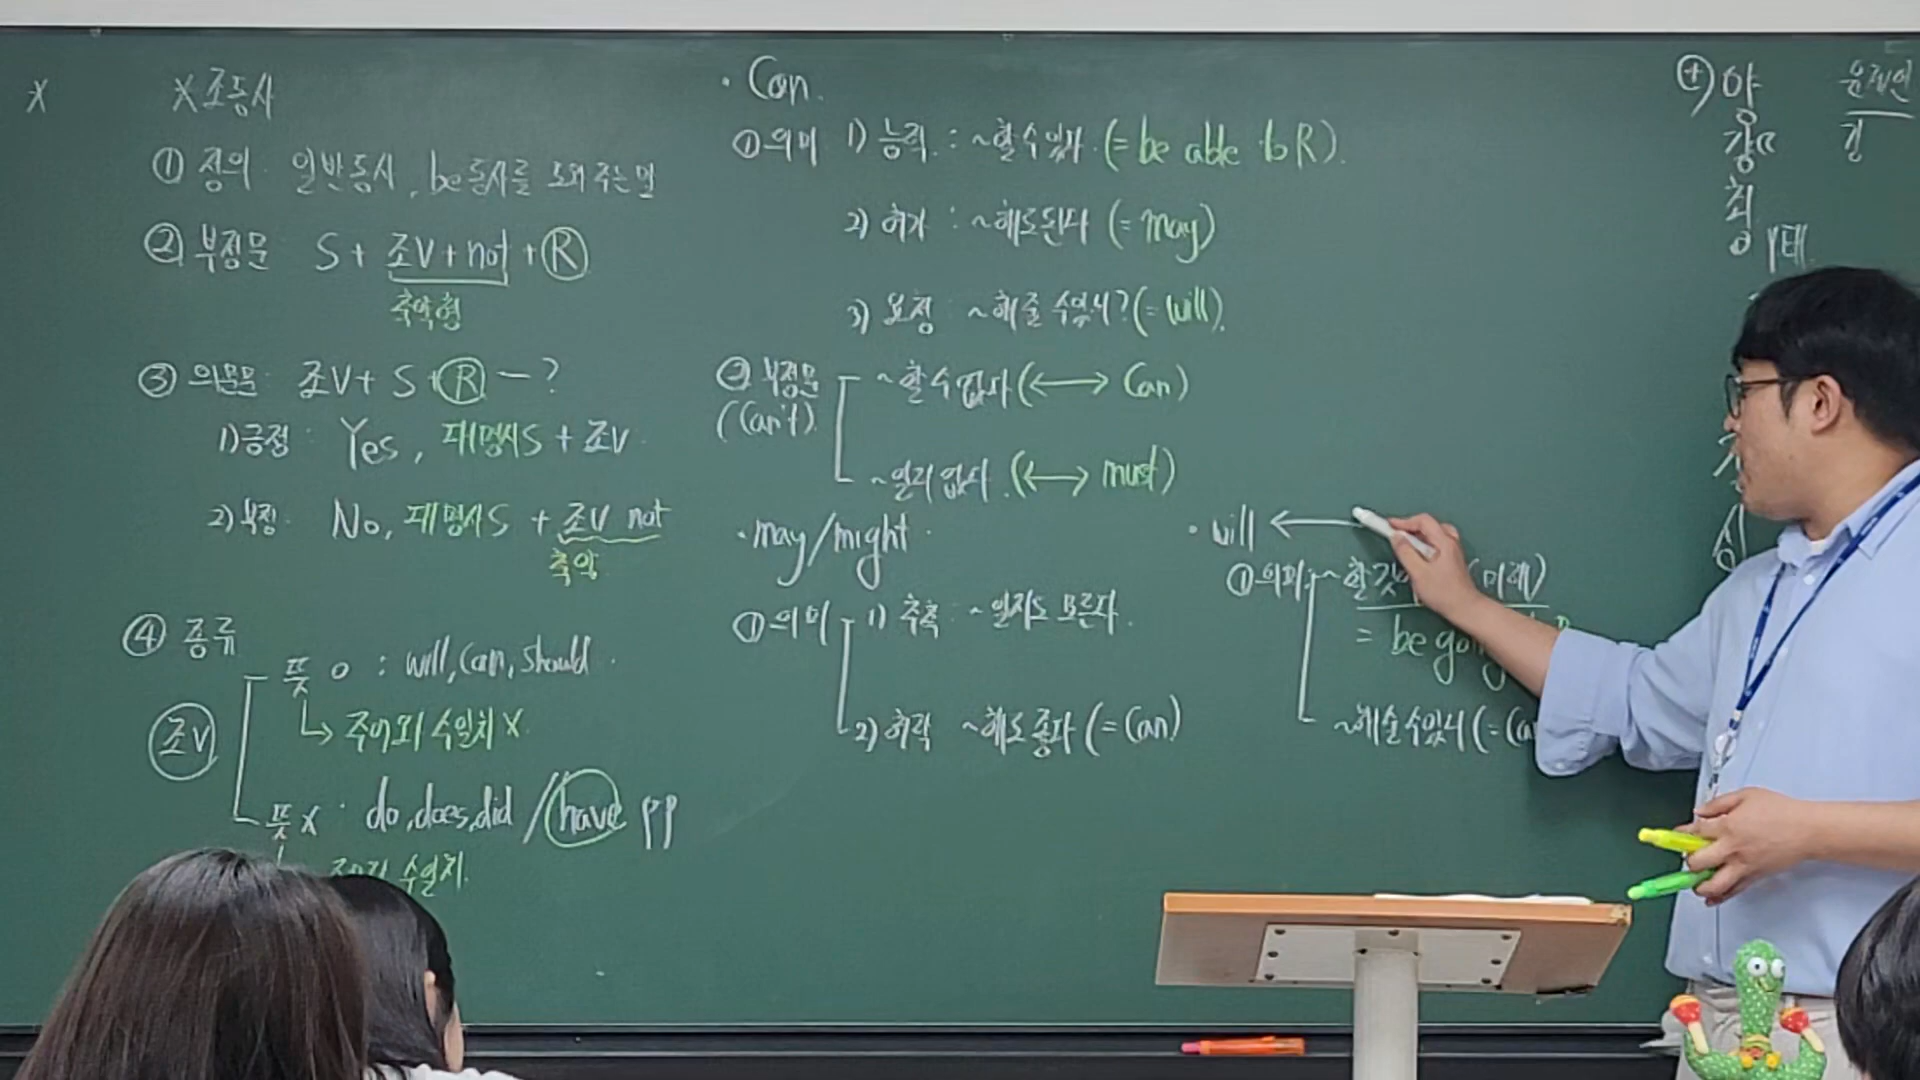 X 조동사
① 정의 일반동사, be동사를 도와주는 말
② 부정문 S + 조V + not + R
축약형
③ 의문문 조V + S + R ㅡ ?
1) 긍정: Yes, 대명사S + 조V
2) 부정: No, 대명사S + 조V not
축약
④ 종류
조V
뜻 o : will, can, should
↳ 주어와 수일치 X
뜻 x : do, does, did / have pp
수일치
· Can
① 의미 1) 능력 : ~할 수 있다 (= be able to R)
2) 허가 : ~해도 된다 (= may)
3) 요청 : ~해 줄 수 있니? (= will)
② 부정문 (Can't)
~할 수 없다 (↔ Can)
~일 리 없다 (↔ must)
· may/might
① 의미 1) 추측 : ~일지도 모른다
2) 허락 ~해도 좋다 (= Can)
· will ←
① 의미 (미래)
= be
~해줄 수 있니 (=
⊕